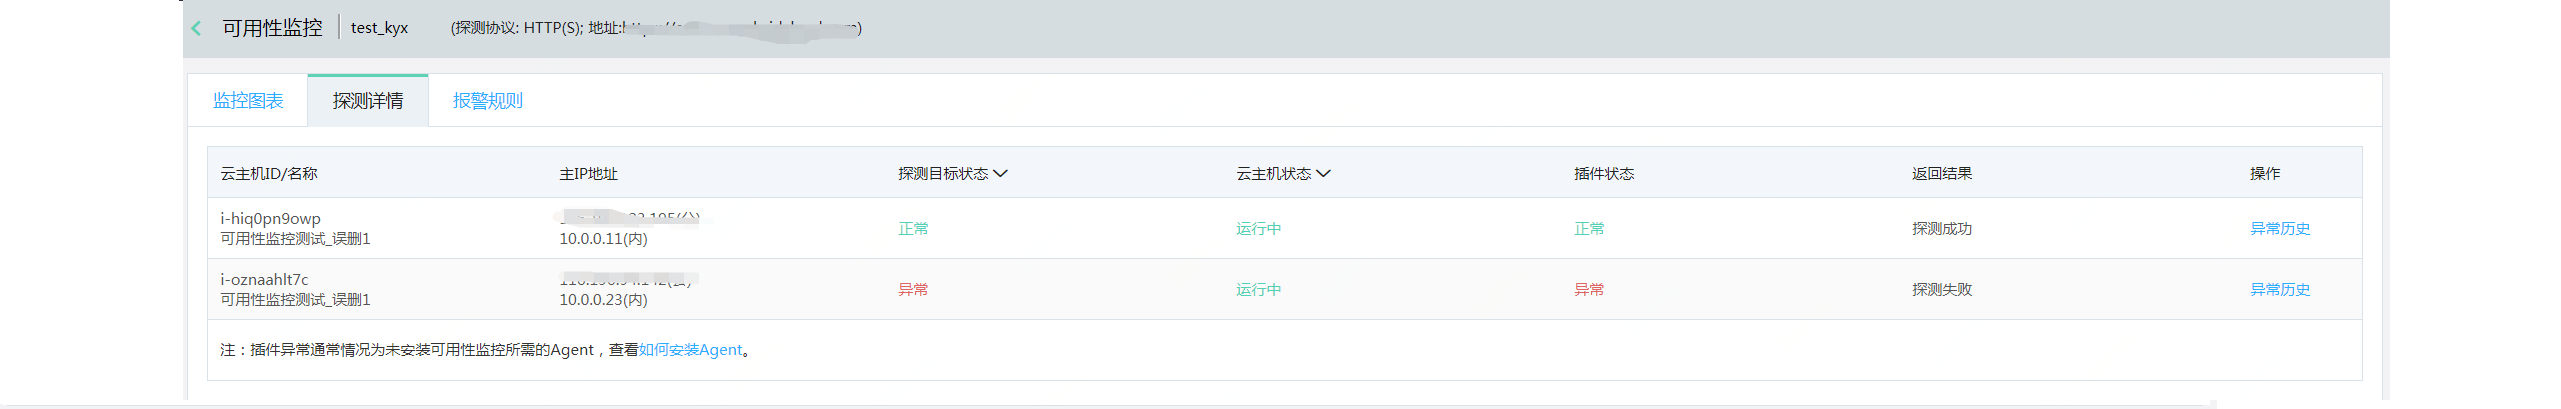 可用性监控 test_kyx (探测协议: HTTP(S); 地址:
监控图表 探测详情 报警规则
云主机ID/名称 主IP地址 探测目标状态 云主机状态 插件状态 返回结果 操作
i-hiq0pn9owp
可用性监控测试_误删1 10.0.0.11(内) 正常 运行中 正常 探测成功 异常历史
i-oznaahlt7c
可用性监控测试_误删1 10.0.0.23(内) 异常 运行中 异常 探测失败 异常历史
注：插件异常通常情况为未安装可用性监控所需的Agent，查看如何安装Agent。